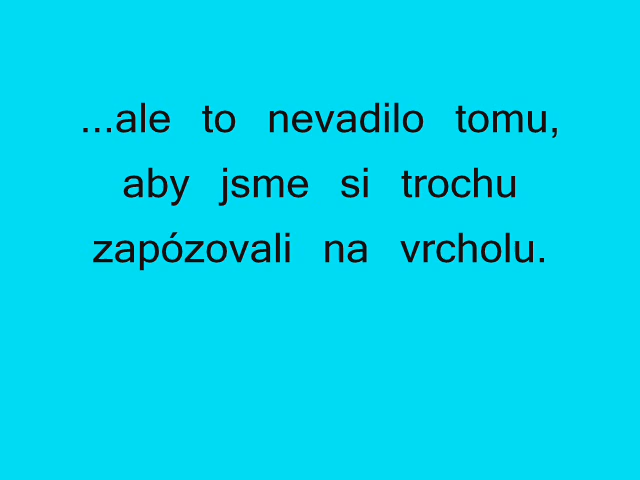 ...ale to nevadilo tomu,
aby jsme si trochu
zapózovali na vrcholu.